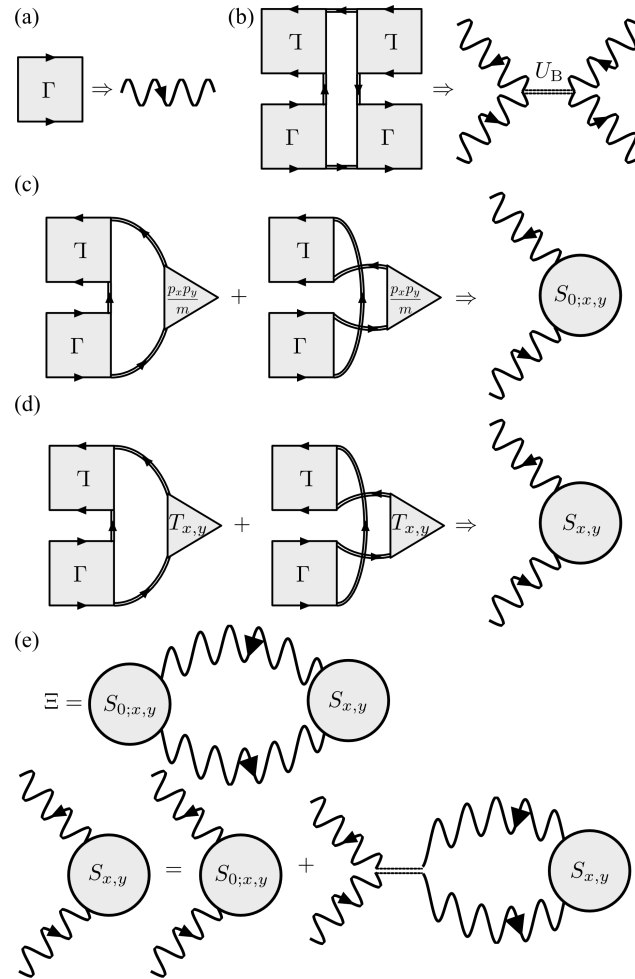 (a)
Γ ⇒
(b)
Γ Γ
Γ Γ
⇒ U_B
(c)
Γ
Γ
p_x p_y / m
+
Γ
Γ
p_x p_y / m
⇒ S_{0;x,y}
(d)
Γ
Γ
T_{x,y}
+
Γ
Γ
T_{x,y}
⇒ S_{x,y}
(e)
Ξ = S_{0;x,y} S_{x,y}
S_{x,y} = S_{0;x,y} + S_{x,y}